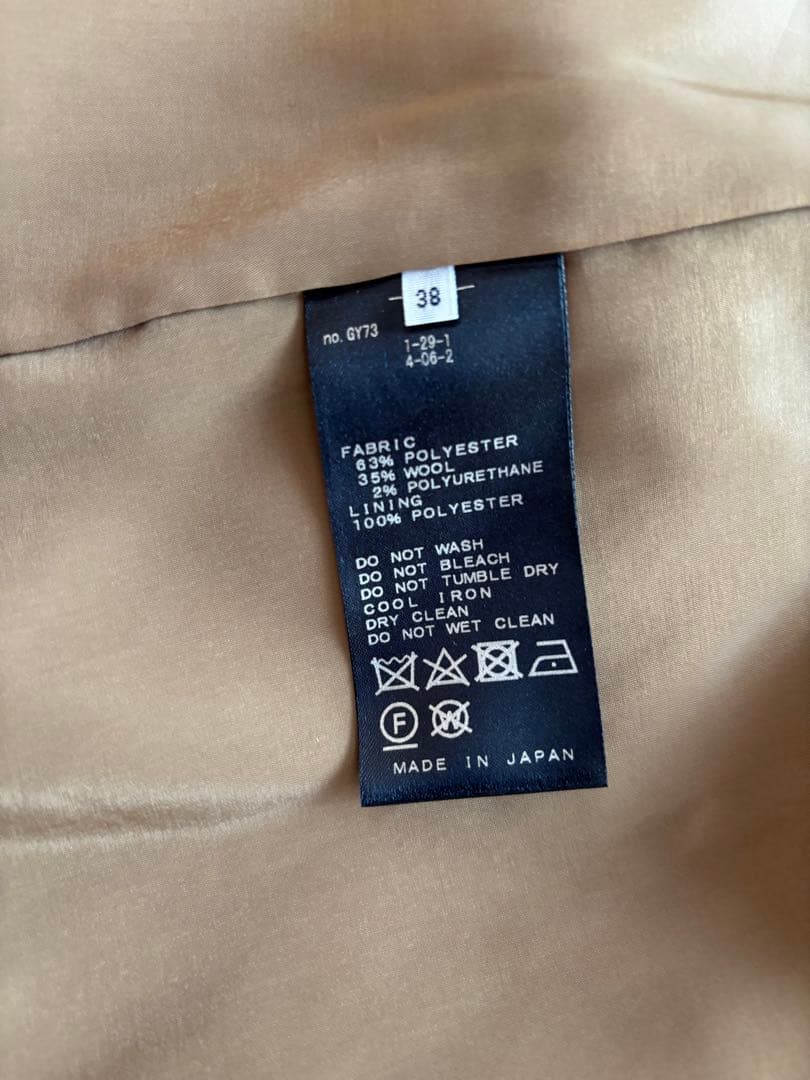 38
no. GY73
1-29-1
4-06-2
FABRIC
63% POLYESTER
35% WOOL
2% POLYURETHANE
LINING
100% POLYESTER
DO NOT WASH
DO NOT BLEACH
DO NOT TUMBLE DRY
COOL IRON
DRY CLEAN
DO NOT WET CLEAN
F W
MADE IN JAPAN